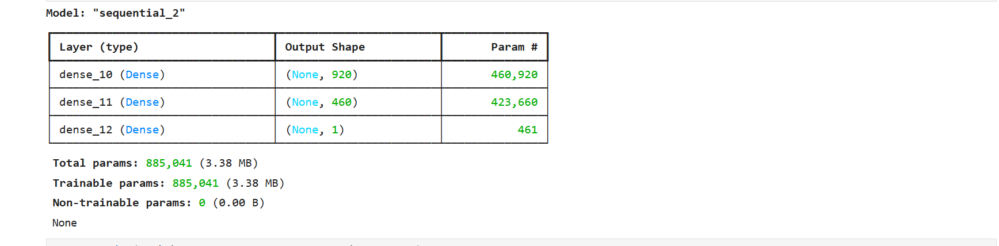 Model: "sequential_2"
Layer (type) Output Shape Param #
dense_10 (Dense) (None, 920) 460,920
dense_11 (Dense) (None, 460) 423,660
dense_12 (Dense) (None, 1) 461
Total params: 885,041 (3.38 MB)
Trainable params: 885,041 (3.38 MB)
Non-trainable params: 0 (0.00 B)
None